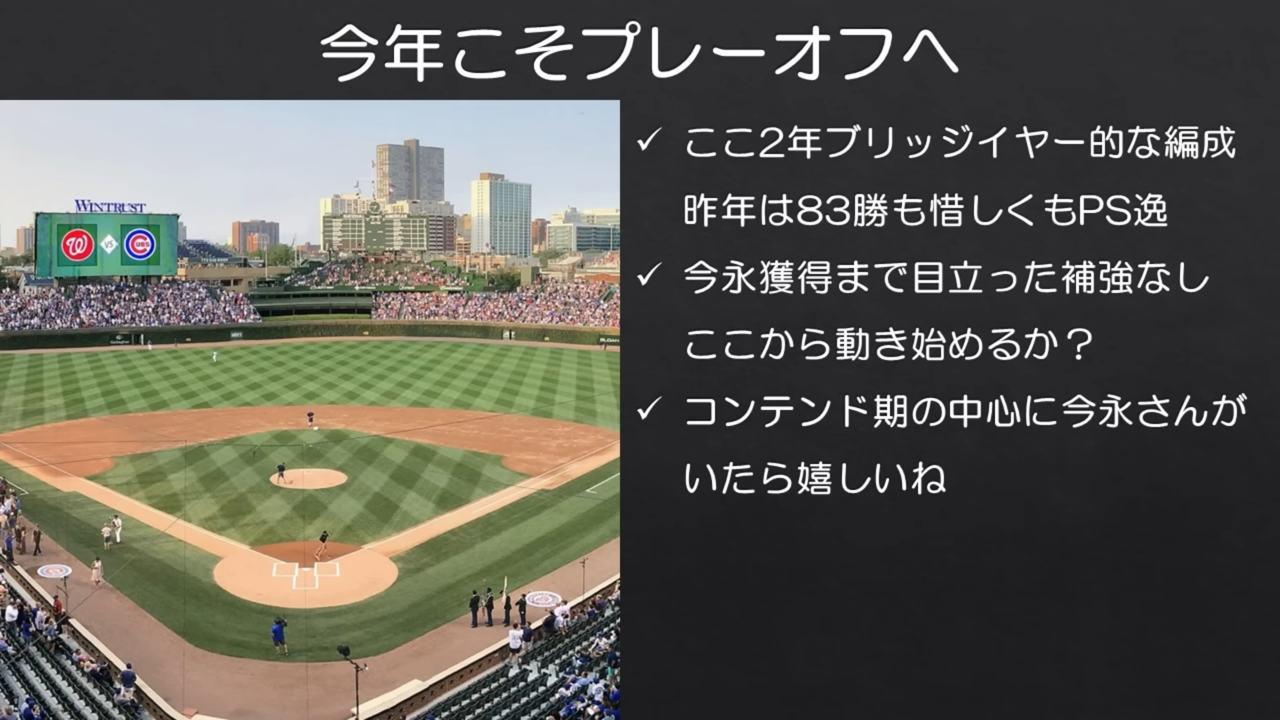 今年こそプレーオフへ
WINTRUST
W VS CUBS
✓ ここ2年ブリッジイヤー的な編成
昨年は83勝も惜しくもPS逸
✓ 今永獲得まで目立った補強なし
ここから動き始めるか？
✓ コンテンド期の中心に今永さんが
いたら嬉しいね